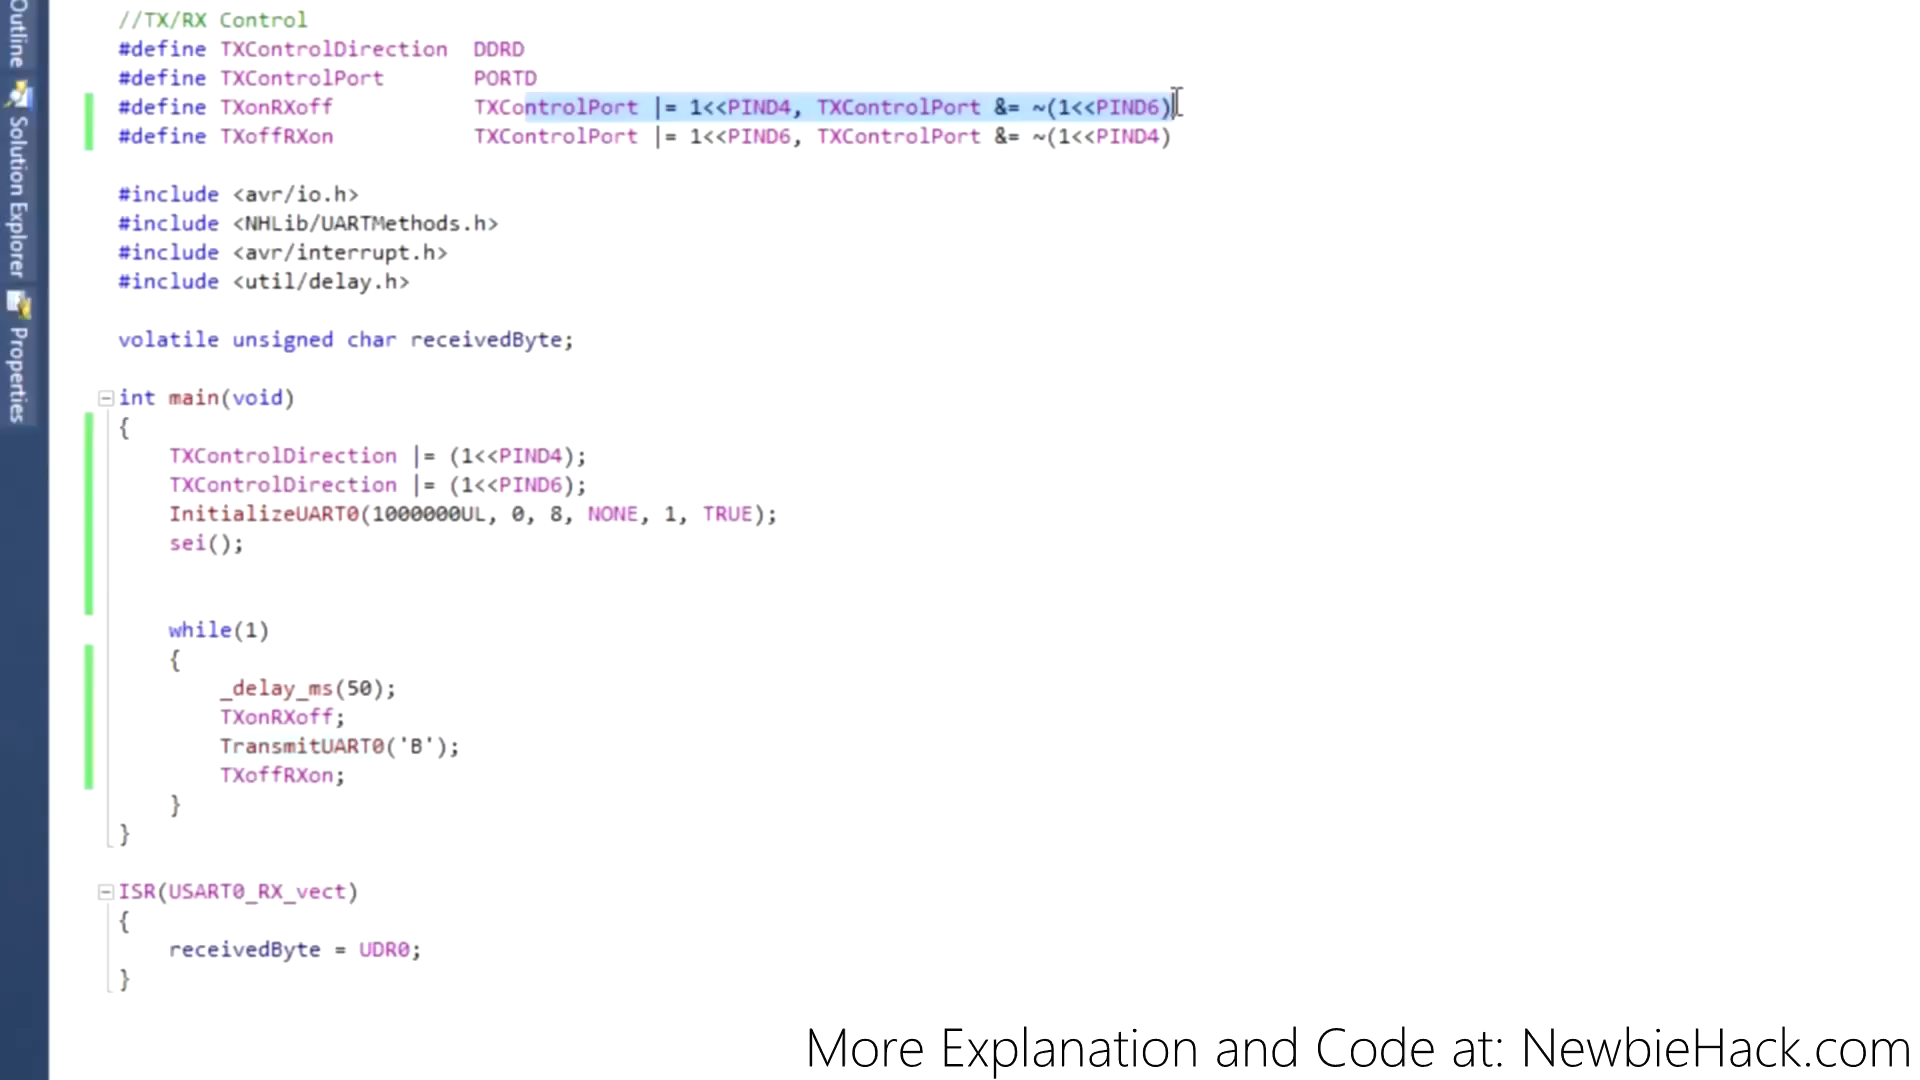 Outline
Solution Explorer
Properties
//TX/RX Control
#define TXControlDirection  DDRD
#define TXControlPort       PORTD
#define TXonRXoff           TXControlPort |= 1<<PIND4, TXControlPort &= ~(1<<PIND6)
#define TXoffRXon           TXControlPort |= 1<<PIND6, TXControlPort &= ~(1<<PIND4)
#include <avr/io.h>
#include <NHLib/UARTMethods.h>
#include <avr/interrupt.h>
#include <util/delay.h>
volatile unsigned char receivedByte;
int main(void)
{
    TXControlDirection |= (1<<PIND4);
    TXControlDirection |= (1<<PIND6);
    InitializeUART0(1000000UL, 0, 8, NONE, 1, TRUE);
    sei();
    while(1)
    {
        _delay_ms(50);
        TXonRXoff;
        TransmitUART0('B');
        TXoffRXon;
    }
}
ISR(USART0_RX_vect)
{
    receivedByte = UDR0;
}
More Explanation and Code at: NewbieHack.com